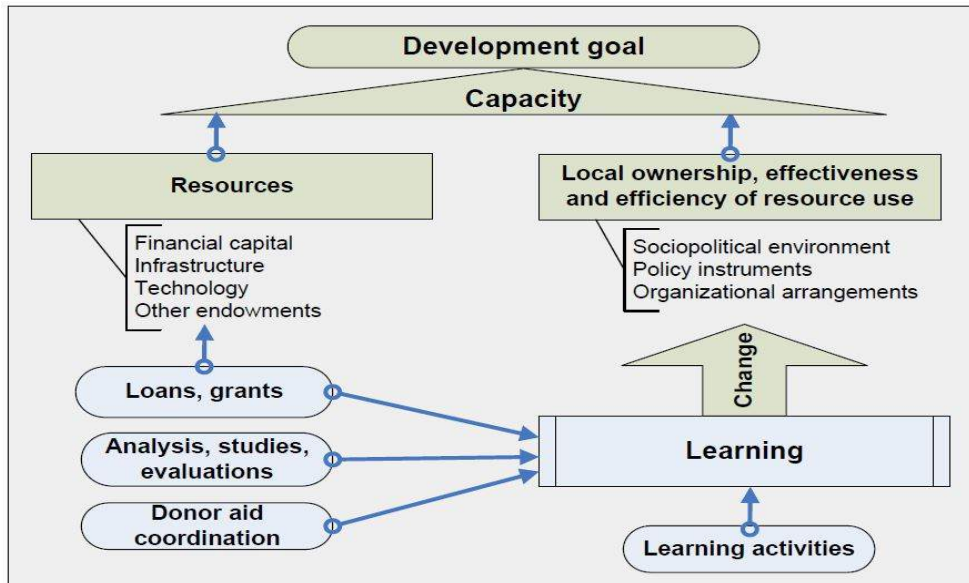 Development goal
Capacity
Resources
Local ownership, effectiveness
and efficiency of resource use
Financial capital
Infrastructure
Technology
Other endowments
Sociopolitical environment
Policy instruments
Organizational arrangements
Change
Loans, grants
Analysis, studies,
evaluations
Donor aid
coordination
Learning
Learning activities